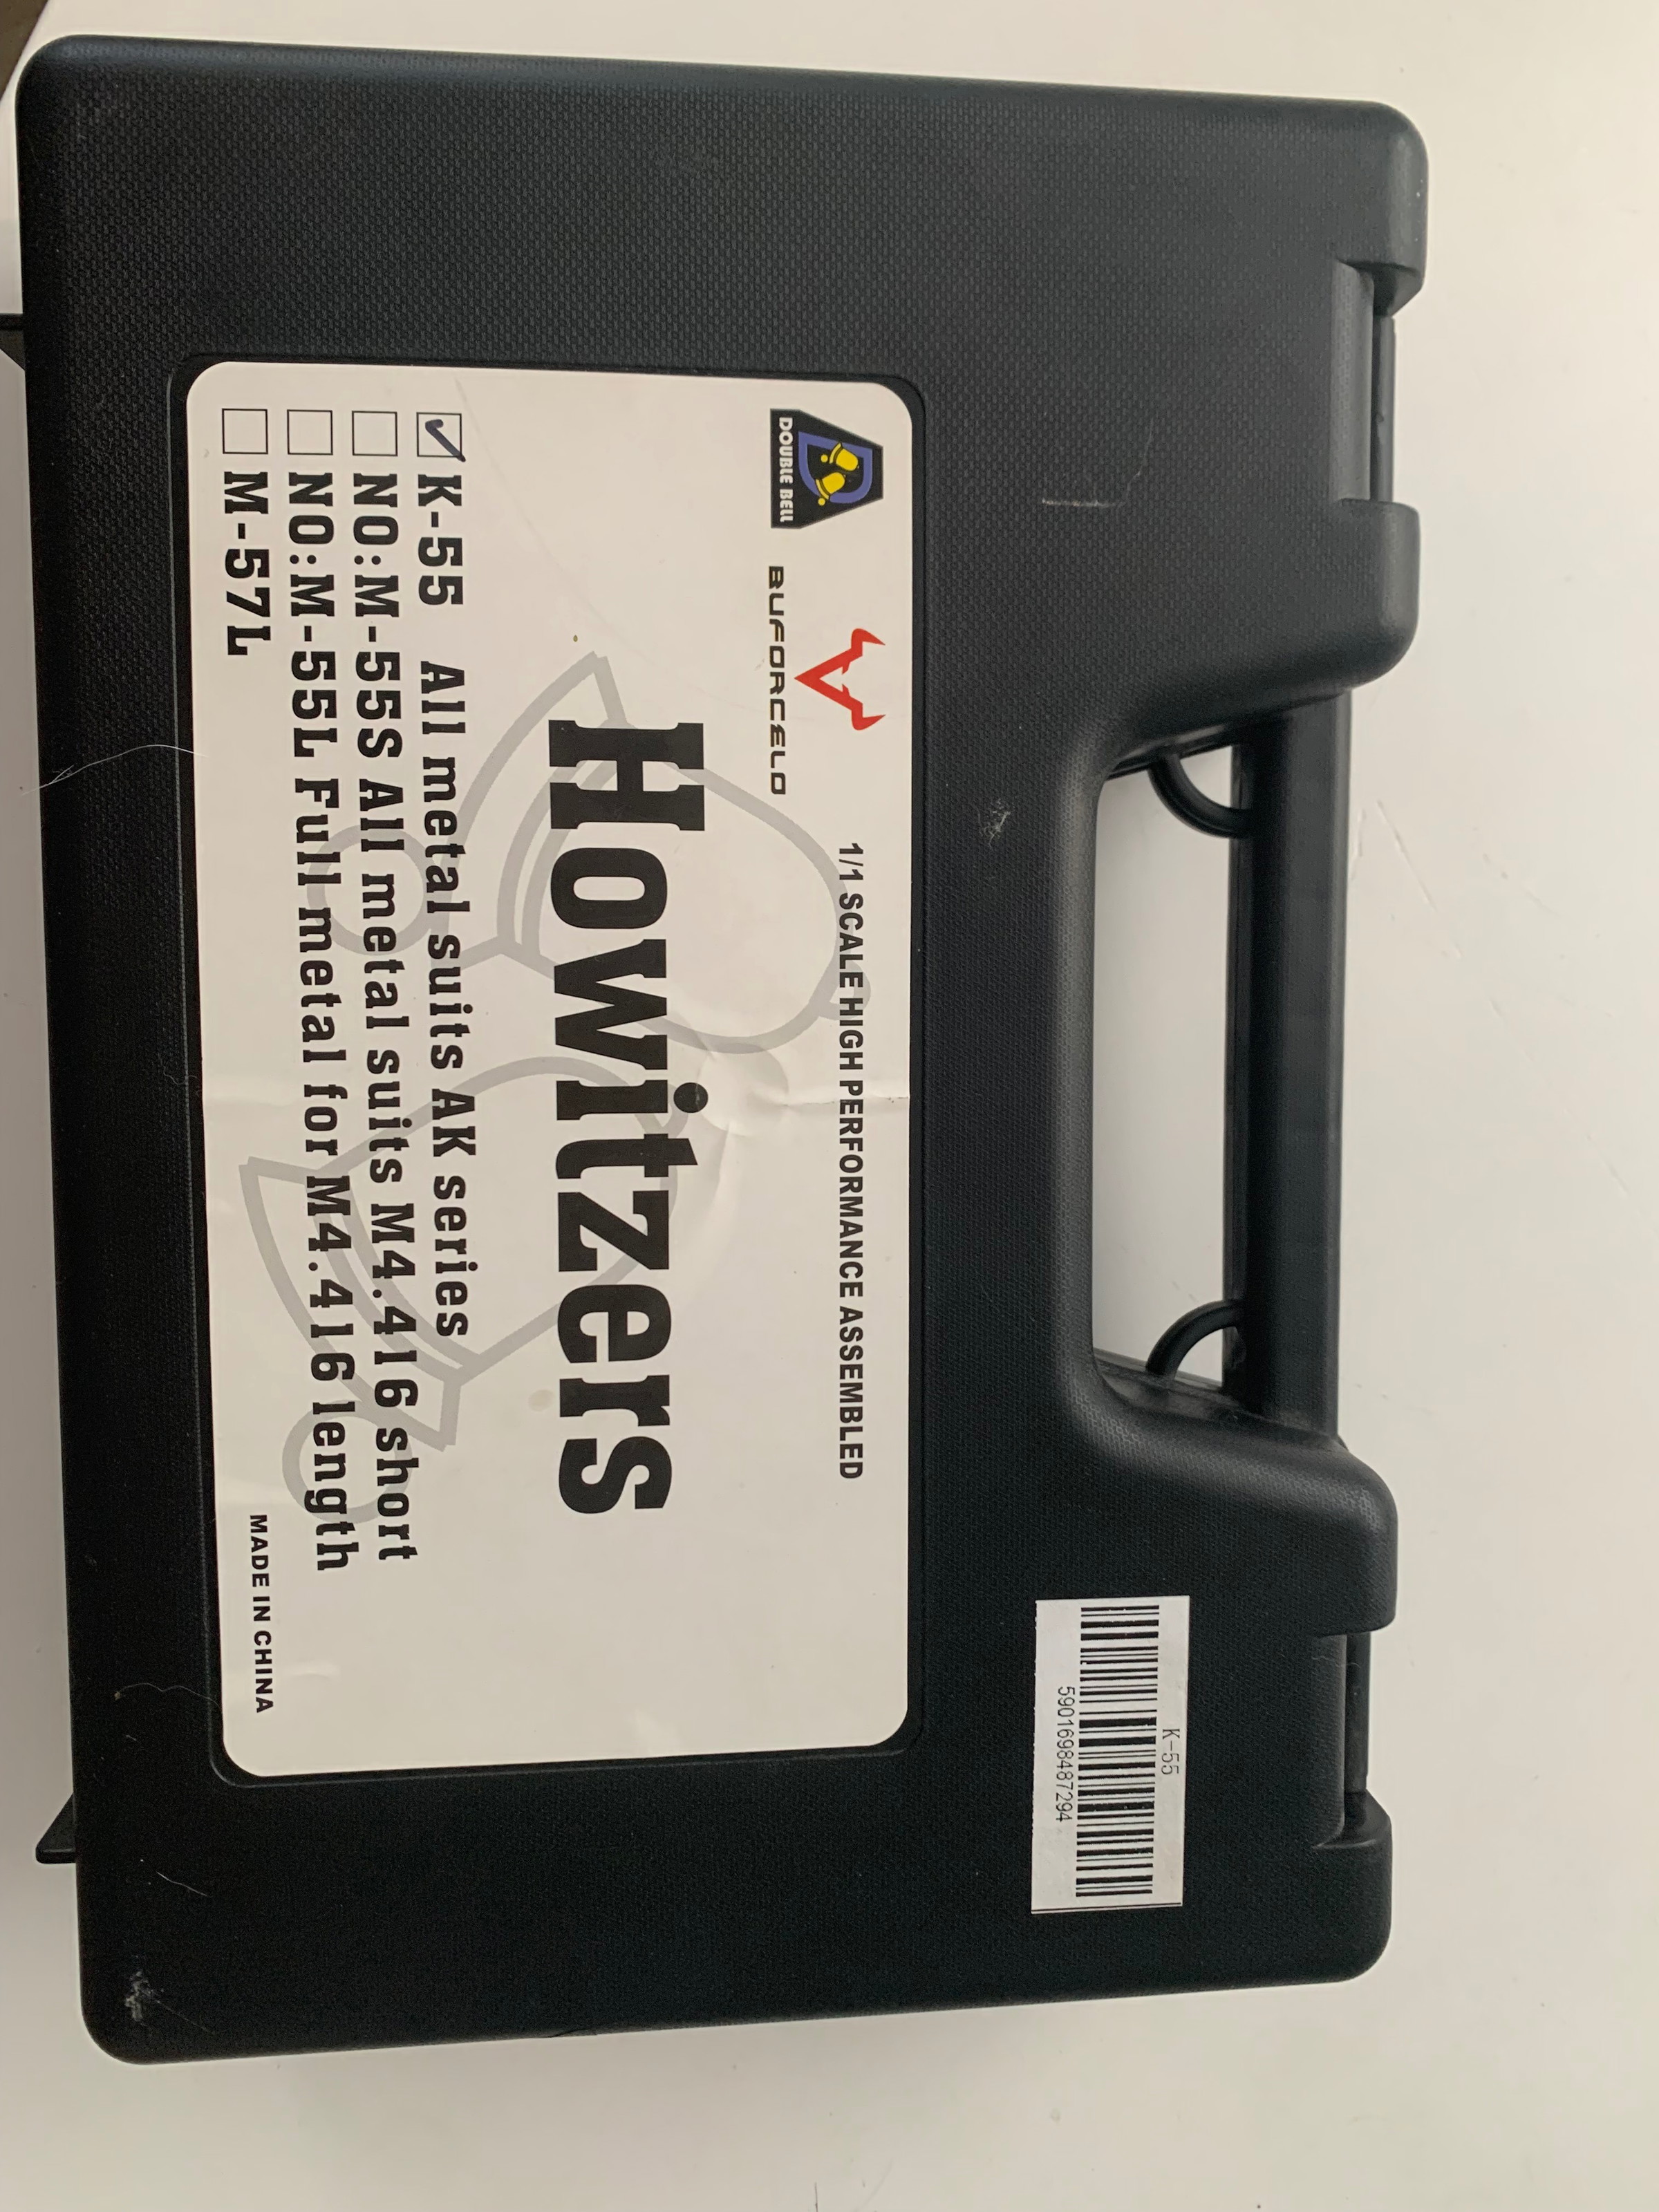 DOUBLE BELL
BUFORCELO
1/1 SCALE HIGH PERFORMANCE ASSEMBLED
Howitzers
K-55 All metal suits AK series
NO:M-55S All metal suits M4.416 short
NO:M-55L Full metal for M4.416 length
M-57L
MADE IN CHINA
K-55
5901698487294